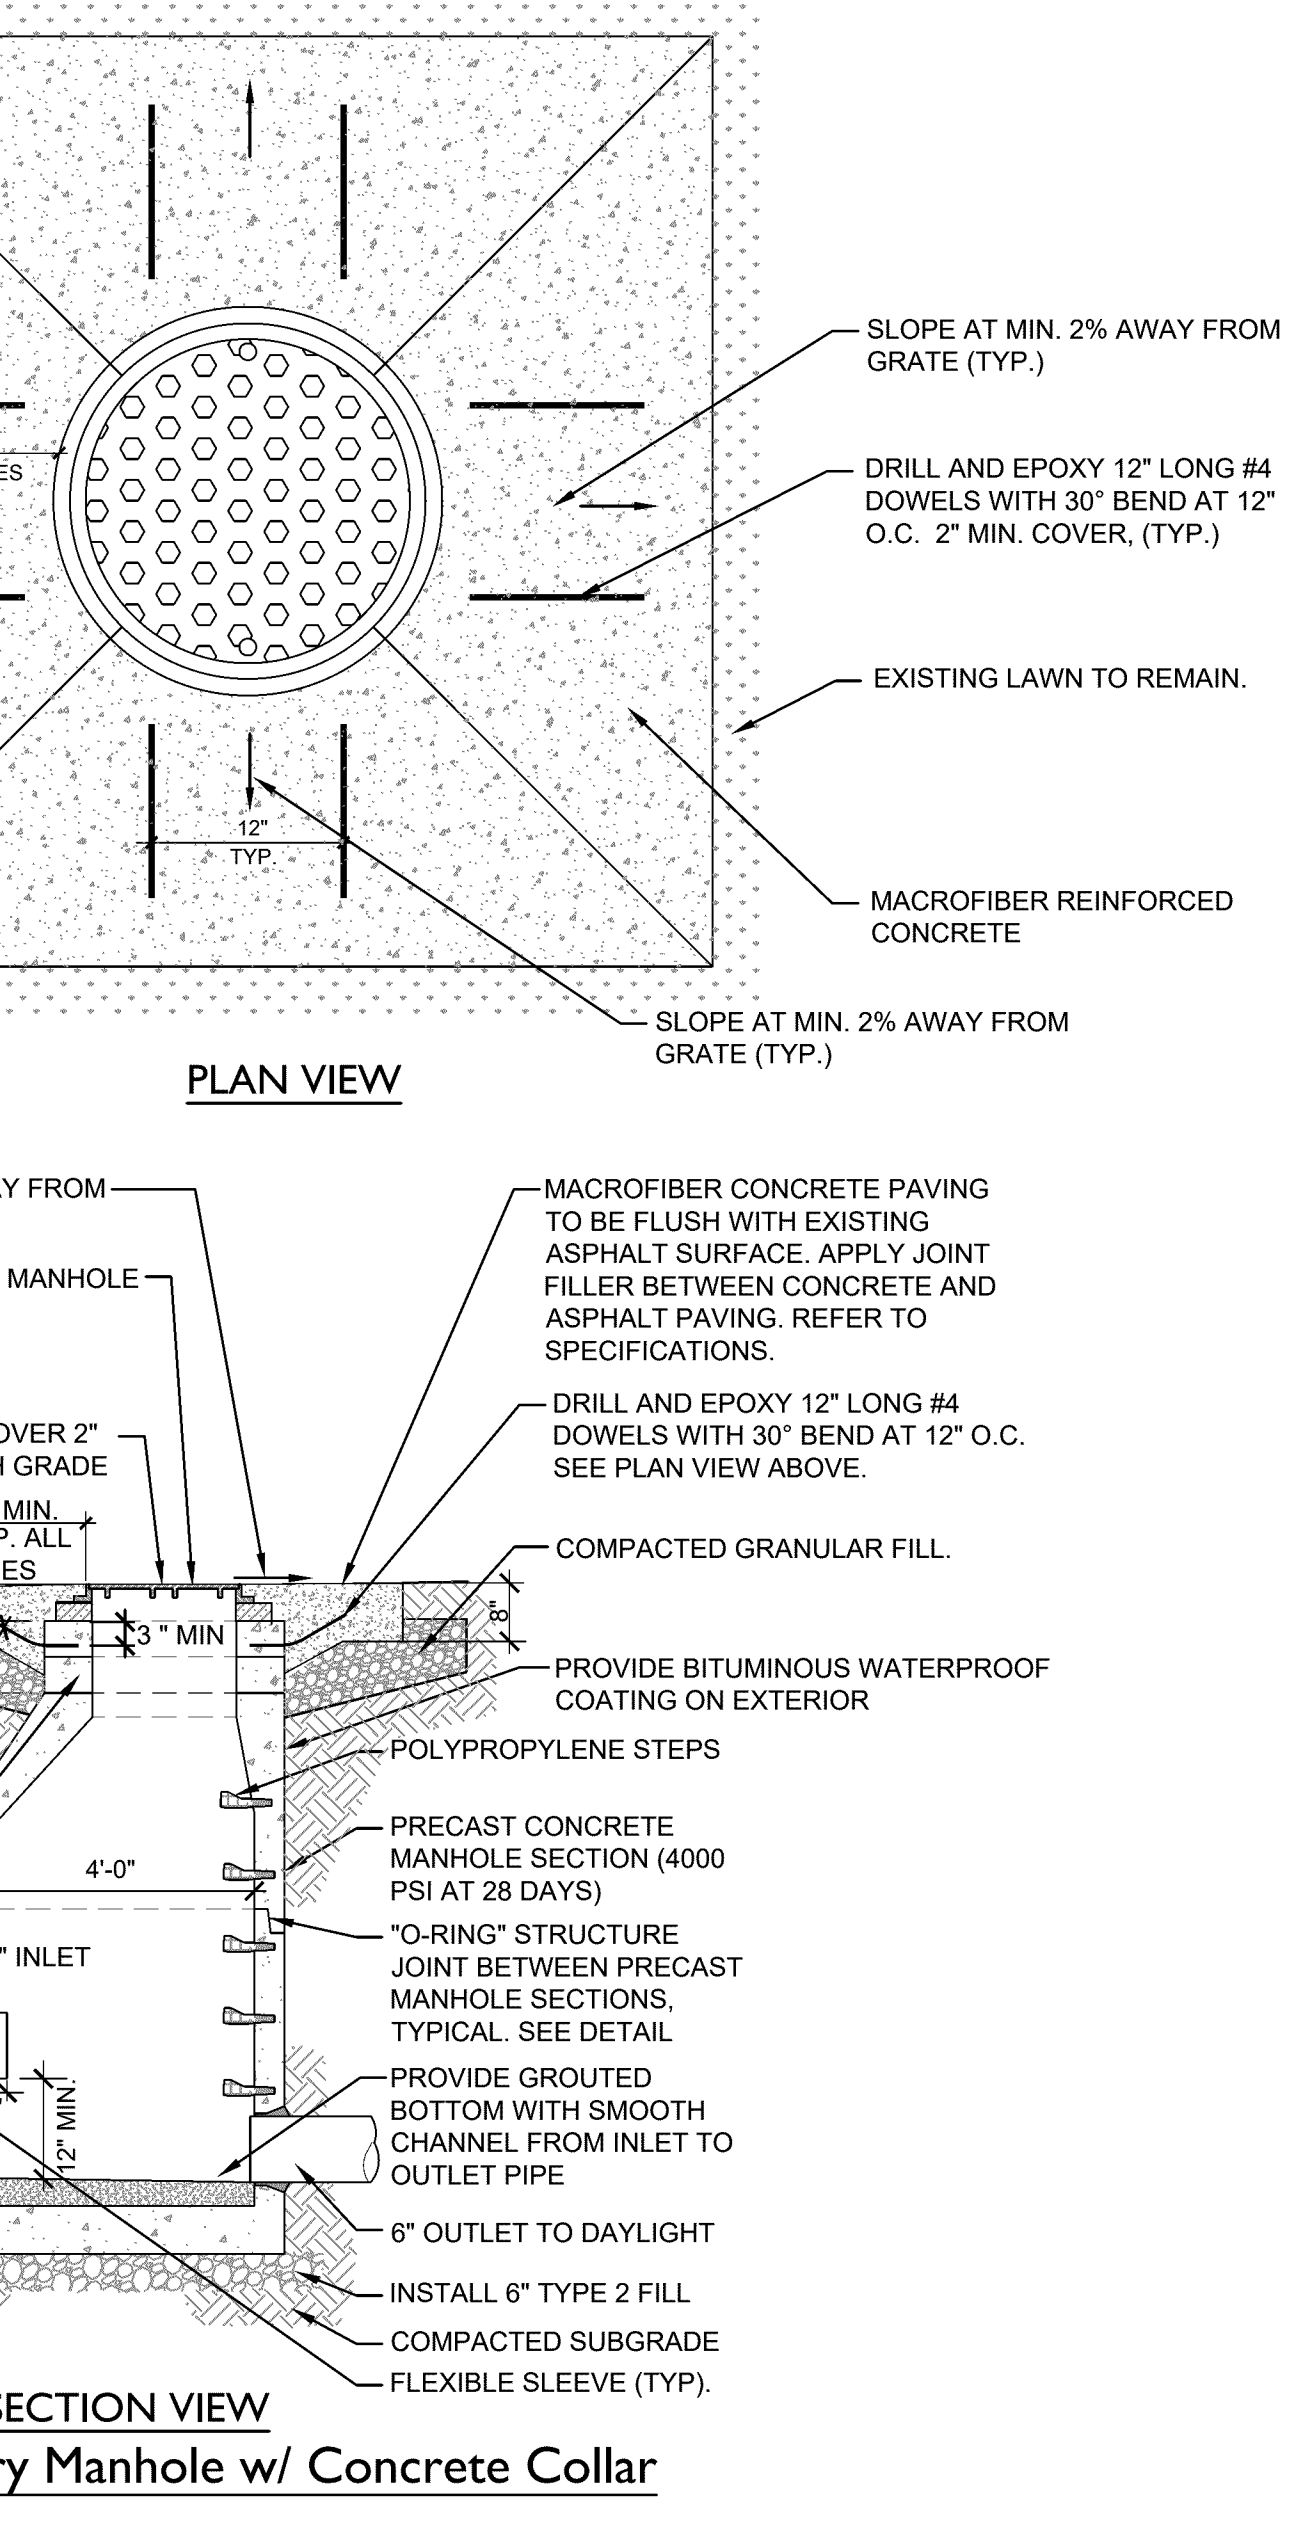 SLOPE AT MIN. 2% AWAY FROM
GRATE (TYP.)
DRILL AND EPOXY 12" LONG #4
DOWELS WITH 30° BEND AT 12"
O.C. 2" MIN. COVER, (TYP.)
ES
EXISTING LAWN TO REMAIN.
12"
TYP.
MACROFIBER REINFORCED
CONCRETE
SLOPE AT MIN. 2% AWAY FROM
GRATE (TYP.)
PLAN VIEW
AY FROM
MANHOLE
OVER 2"
H GRADE
MIN.
P. ALL
ES
MACROFIBER CONCRETE PAVING
TO BE FLUSH WITH EXISTING
ASPHALT SURFACE. APPLY JOINT
FILLER BETWEEN CONCRETE AND
ASPHALT PAVING. REFER TO
SPECIFICATIONS.
DRILL AND EPOXY 12" LONG #4
DOWELS WITH 30° BEND AT 12" O.C.
SEE PLAN VIEW ABOVE.
COMPACTED GRANULAR FILL.
8"
3 " MIN
PROVIDE BITUMINOUS WATERPROOF
COATING ON EXTERIOR
POLYPROPYLENE STEPS
PRECAST CONCRETE
MANHOLE SECTION (4000
PSI AT 28 DAYS)
4'-0"
"O-RING" STRUCTURE
JOINT BETWEEN PRECAST
MANHOLE SECTIONS,
TYPICAL. SEE DETAIL
" INLET
12" MIN.
PROVIDE GROUTED
BOTTOM WITH SMOOTH
CHANNEL FROM INLET TO
OUTLET PIPE
6" OUTLET TO DAYLIGHT
INSTALL 6" TYPE 2 FILL
COMPACTED SUBGRADE
FLEXIBLE SLEEVE (TYP).
SECTION VIEW
ry Manhole w/ Concrete Collar